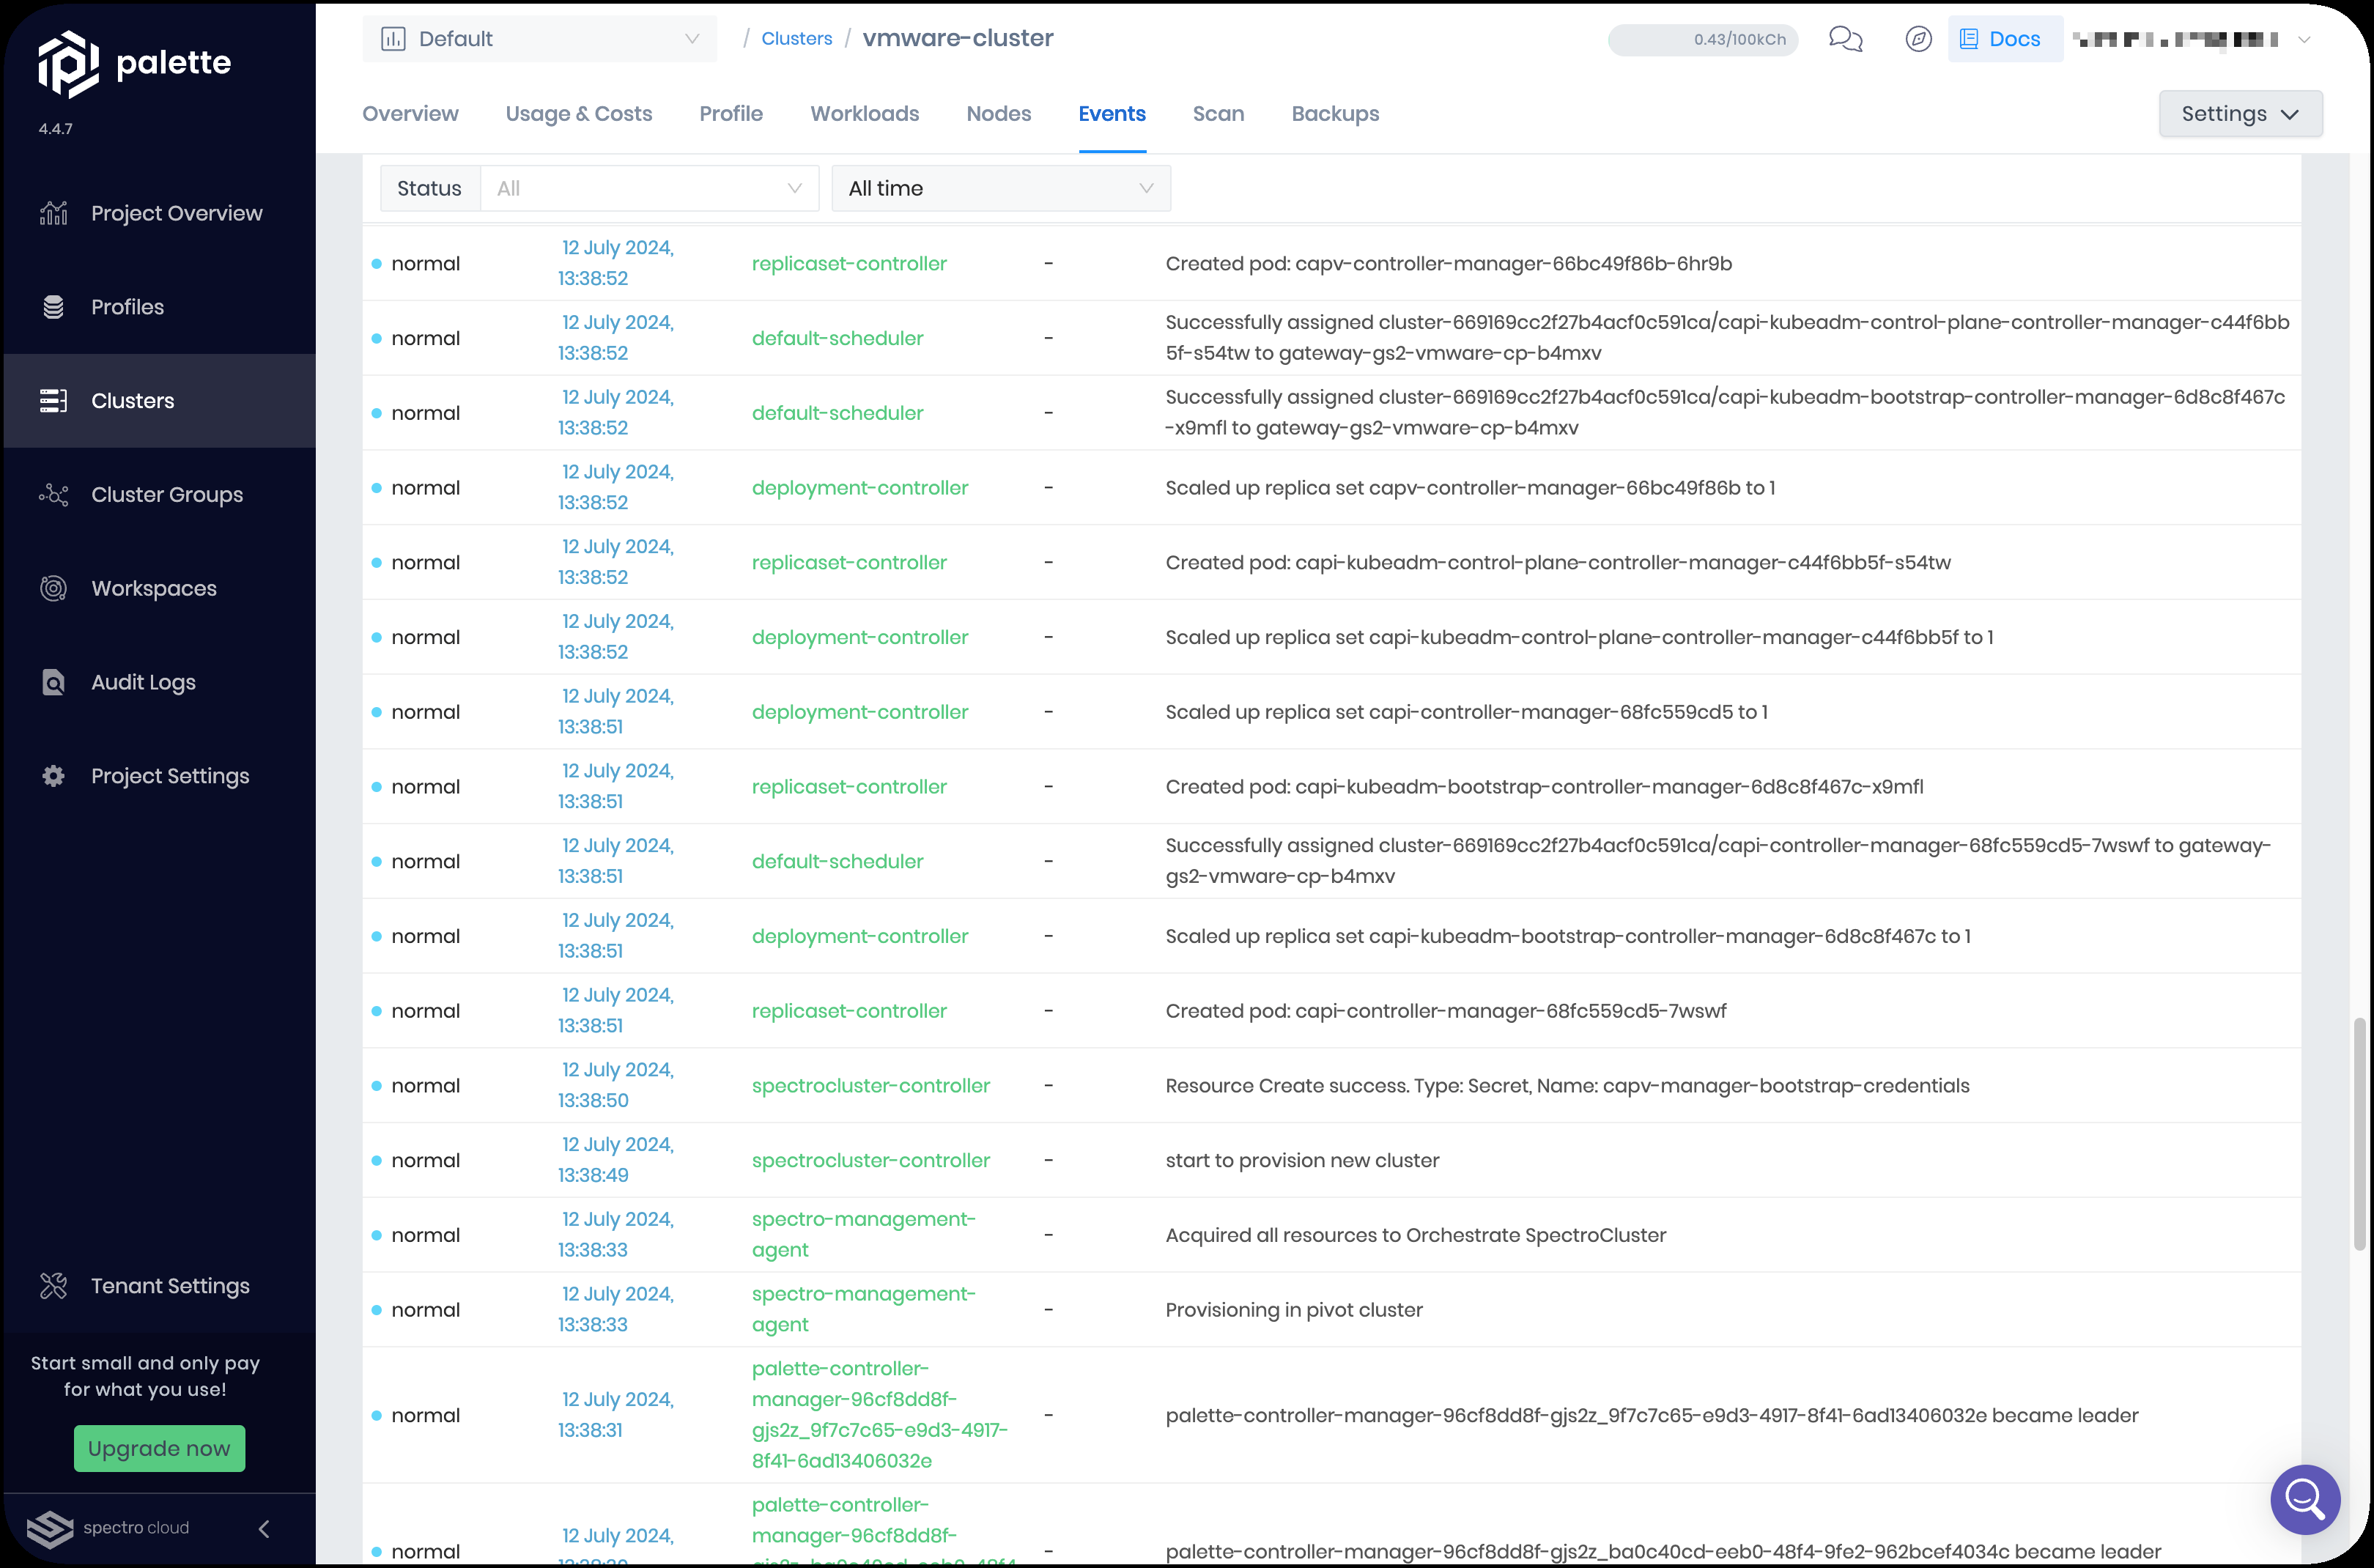 palette
4.4.7
Project Overview
Profiles
Clusters
Cluster Groups
Workspaces
Audit Logs
Project Settings
Tenant Settings
Start small and only pay
for what you use!
Upgrade now
spectro cloud
Default / Clusters / vmware-cluster 0.43/100kCh Docs
Overview Usage & Costs Profile Workloads Nodes Events Scan Backups Settings
Status All All time
normal 12 July 2024, 13:38:52 replicaset-controller - Created pod: capv-controller-manager-66bc49f86b-6hr9b
normal 12 July 2024, 13:38:52 default-scheduler - Successfully assigned cluster-669169cc2f27b4acf0c591ca/capi-kubeadm-control-plane-controller-manager-c44f6bb
5f-s54tw to gateway-gs2-vmware-cp-b4mxv
normal 12 July 2024, 13:38:52 default-scheduler - Successfully assigned cluster-669169cc2f27b4acf0c591ca/capi-kubeadm-bootstrap-controller-manager-6d8c8f467c
-x9mfl to gateway-gs2-vmware-cp-b4mxv
normal 12 July 2024, 13:38:52 deployment-controller - Scaled up replica set capv-controller-manager-66bc49f86b to 1
normal 12 July 2024, 13:38:52 replicaset-controller - Created pod: capi-kubeadm-control-plane-controller-manager-c44f6bb5f-s54tw
normal 12 July 2024, 13:38:52 deployment-controller - Scaled up replica set capi-kubeadm-control-plane-controller-manager-c44f6bb5f to 1
normal 12 July 2024, 13:38:51 deployment-controller - Scaled up replica set capi-controller-manager-68fc559cd5 to 1
normal 12 July 2024, 13:38:51 replicaset-controller - Created pod: capi-kubeadm-bootstrap-controller-manager-6d8c8f467c-x9mfl
normal 12 July 2024, 13:38:51 default-scheduler - Successfully assigned cluster-669169cc2f27b4acf0c591ca/capi-controller-manager-68fc559cd5-7wswf to gateway-
gs2-vmware-cp-b4mxv
normal 12 July 2024, 13:38:51 deployment-controller - Scaled up replica set capi-kubeadm-bootstrap-controller-manager-6d8c8f467c to 1
normal 12 July 2024, 13:38:51 replicaset-controller - Created pod: capi-controller-manager-68fc559cd5-7wswf
normal 12 July 2024, 13:38:50 spectrocluster-controller - Resource Create success. Type: Secret, Name: capv-manager-bootstrap-credentials
normal 12 July 2024, 13:38:49 spectrocluster-controller - start to provision new cluster
normal 12 July 2024, 13:38:33 spectro-management-
agent - Acquired all resources to Orchestrate SpectroCluster
normal 12 July 2024, 13:38:33 spectro-management-
agent - Provisioning in pivot cluster
normal 12 July 2024, 13:38:31 palette-controller-
manager-96cf8dd8f-
gjs2z_9f7c7c65-e9d3-4917-
8f41-6ad13406032e - palette-controller-manager-96cf8dd8f-gjs2z_9f7c7c65-e9d3-4917-8f41-6ad13406032e became leader
normal 12 July 2024, palette-controller-
manager-96cf8dd8f-
- palette-controller-manager-96cf8dd8f-gjs2z_ba0c40cd-eeb0-48f4-9fe2-962bcef4034c became leader